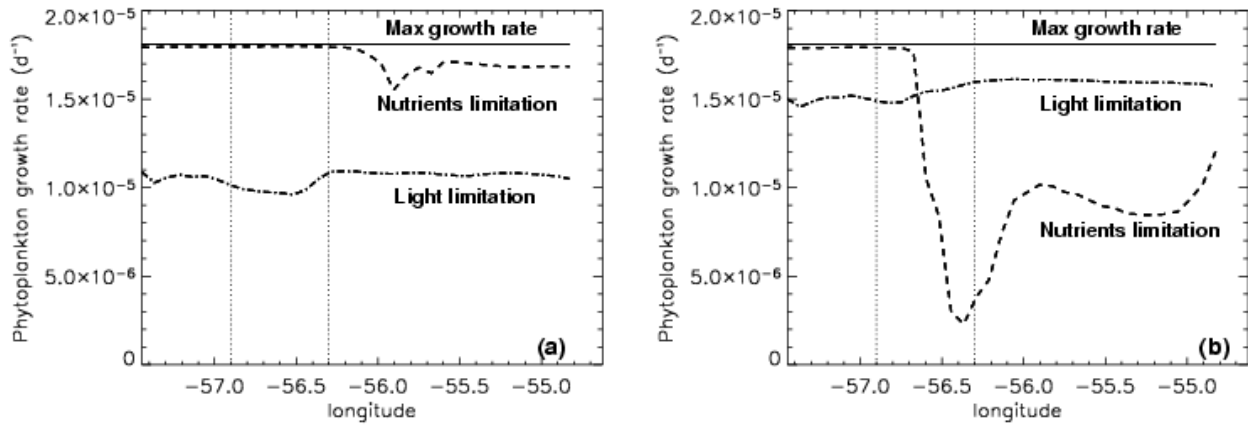 2.0×10⁻⁵
1.5×10⁻⁵
1.0×10⁻⁵
5.0×10⁻⁶
0
Phytoplankton growth rate (d⁻¹)
Max growth rate
Nutrients limitation
Light limitation
(a)
−57.0 −56.5 −56.0 −55.5 −55.0
longitude
2.0×10⁻⁵
1.5×10⁻⁵
1.0×10⁻⁵
5.0×10⁻⁶
0
Phytoplankton growth rate (d⁻¹)
Max growth rate
Light limitation
Nutrients limitation
(b)
−57.0 −56.5 −56.0 −55.5 −55.0
longitude